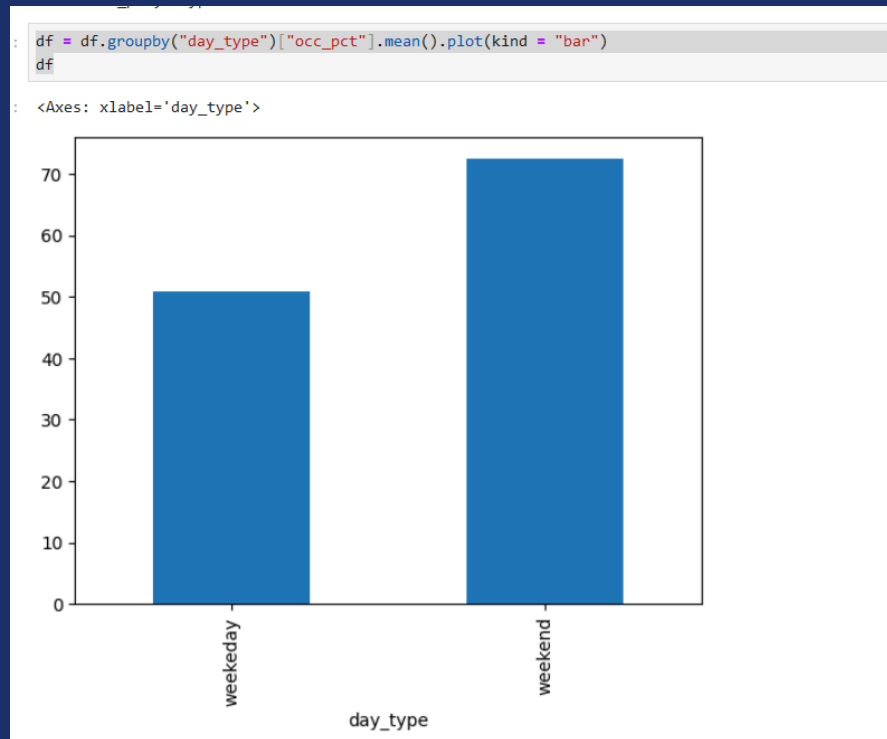 : df = df.groupby("day_type")["occ_pct"].mean().plot(kind = "bar")
df
: <Axes: xlabel='day_type'>
70
60
50
40
30
20
10
0
weekeday
weekend
day_type